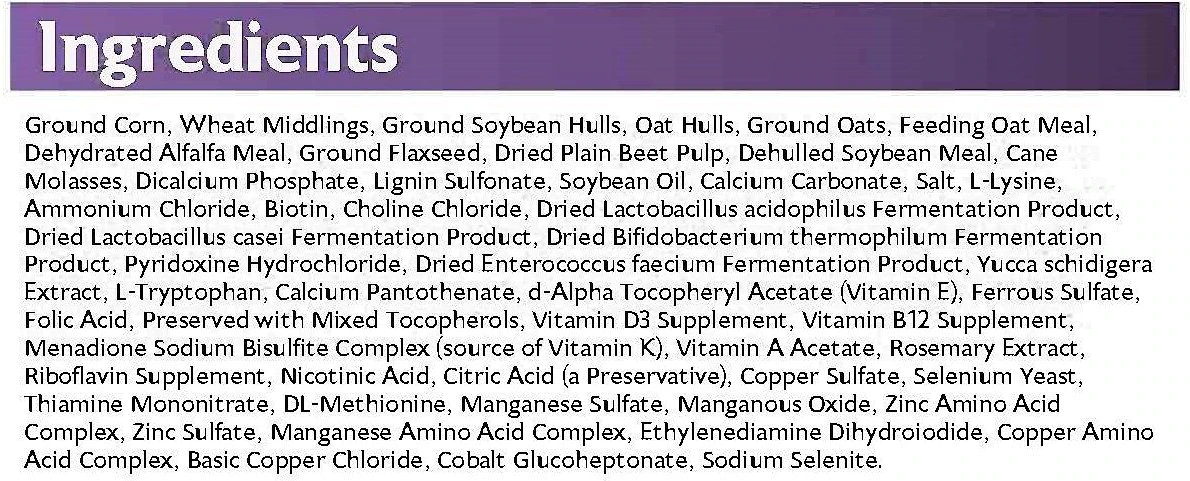 Ingredients
Ground Corn, Wheat Middlings, Ground Soybean Hulls, Oat Hulls, Ground Oats, Feeding Oat Meal,
Dehydrated Alfalfa Meal, Ground Flaxseed, Dried Plain Beet Pulp, Dehulled Soybean Meal, Cane
Molasses, Dicalcium Phosphate, Lignin Sulfonate, Soybean Oil, Calcium Carbonate, Salt, L-Lysine,
Ammonium Chloride, Biotin, Choline Chloride, Dried Lactobacillus acidophilus Fermentation Product,
Dried Lactobacillus casei Fermentation Product, Dried Bifidobacterium thermophilum Fermentation
Product, Pyridoxine Hydrochloride, Dried Enterococcus faecium Fermentation Product, Yucca schidigera
Extract, L-Tryptophan, Calcium Pantothenate, d-Alpha Tocopheryl Acetate (Vitamin E), Ferrous Sulfate,
Folic Acid, Preserved with Mixed Tocopherols, Vitamin D3 Supplement, Vitamin B12 Supplement,
Menadione Sodium Bisulfite Complex (source of Vitamin K), Vitamin A Acetate, Rosemary Extract,
Riboflavin Supplement, Nicotinic Acid, Citric Acid (a Preservative), Copper Sulfate, Selenium Yeast,
Thiamine Mononitrate, DL-Methionine, Manganese Sulfate, Manganous Oxide, Zinc Amino Acid
Complex, Zinc Sulfate, Manganese Amino Acid Complex, Ethylenediamine Dihydroiodide, Copper Amino
Acid Complex, Basic Copper Chloride, Cobalt Glucoheptonate, Sodium Selenite.